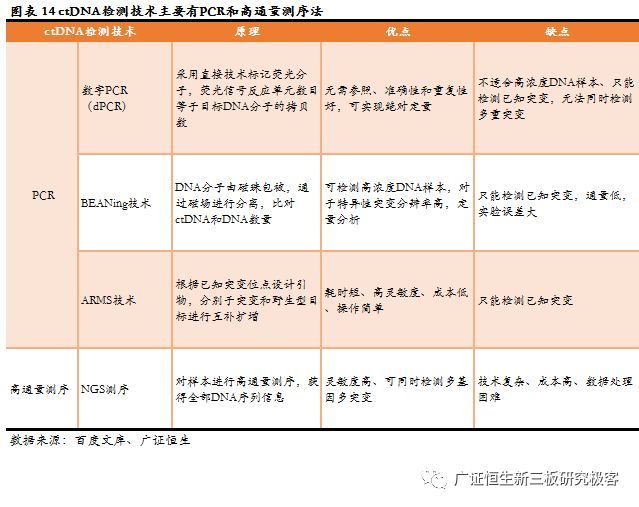 图表 14 ctDNA检测技术主要有PCR和高通量测序法
ctDNA检测技术 原理 优点 缺点
PCR
数字PCR
(dPCR)
采用直接技术标记荧光分
子，荧光信号反应单元数目
等于目标DNA分子的拷贝
数
无需参照、准确性和重复性
好，可实现绝对定量
不适合高浓度DNA样本、只能
检测已知突变，无法同时检测
多重突变
BEANing技术
DNA分子由磁珠包被，通
过磁场进行分离，比对
ctDNA和DNA数量
可检测高浓度DNA样本，对
于特异性突变分辨率高，定
量分析
只能检测已知突变，通量低，
实验误差大
ARMS技术
根据已知突变位点设计引
物，分别于突变和野生型目
标进行互补扩增
耗时短、高灵敏度、成本低
、操作简单
只能检测已知突变
高通量测序
NGS测序
对样本进行高通量测序，获
得全部DNA序列信息
灵敏度高、可同时检测多基
因多突变
技术复杂、成本高、数据处理
困难
数据来源：百度文库、广证恒生
广证恒生新三板研究极客